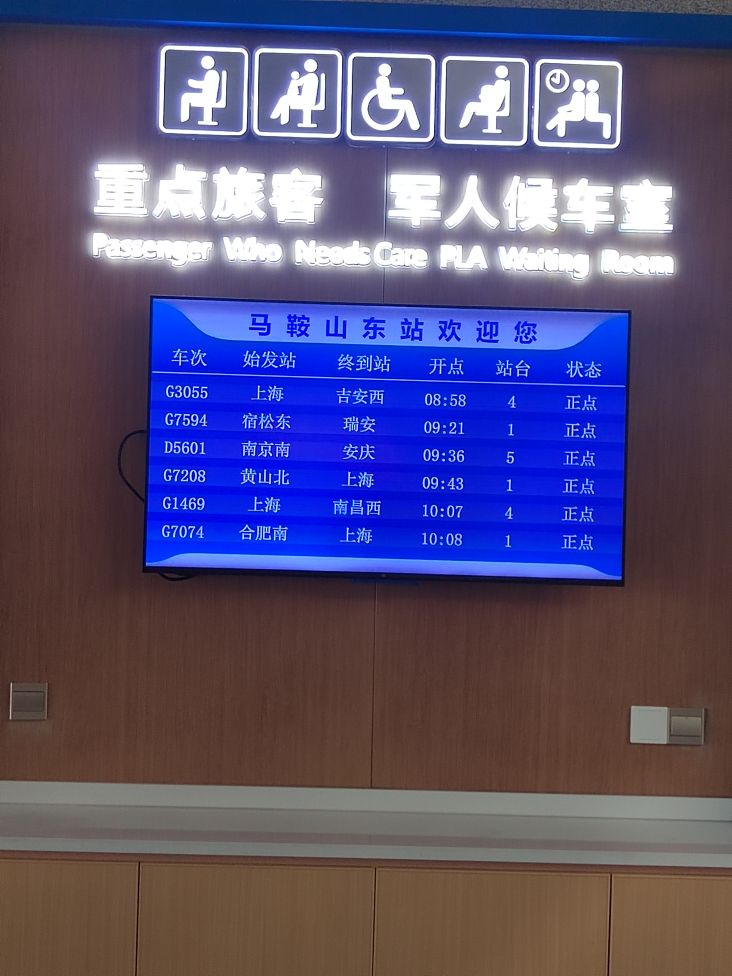 重点旅客 军人候车室
Passenger Who Needs Care PLA Waiting Room
马鞍山东站欢迎您
车次 始发站 终到站 开点 站台 状态
G3055 上海 吉安西 08:58 4 正点
G7594 宿松东 瑞安 09:21 1 正点
D5601 南京南 安庆 09:36 5 正点
G7208 黄山北 上海 09:43 1 正点
G1469 上海 南昌西 10:07 4 正点
G7074 合肥南 上海 10:08 1 正点